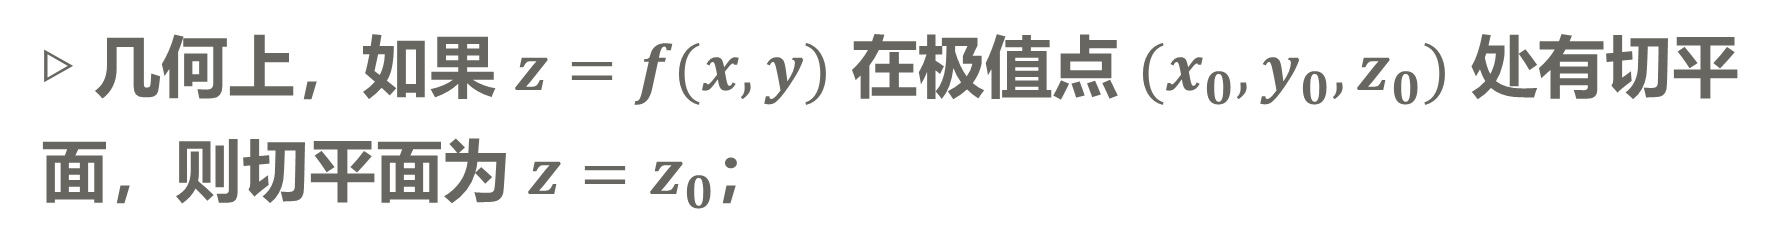 ▷ 几何上，如果 z = f(x, y) 在极值点 (x₀, y₀, z₀) 处有切平
面，则切平面为 z = z₀；